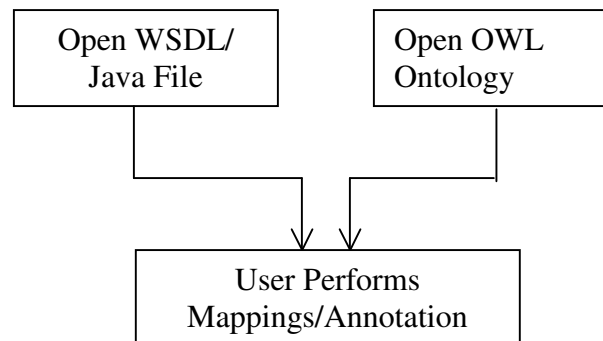 Open WSDL/
Java File
Open OWL
Ontology
User Performs
Mappings/Annotation